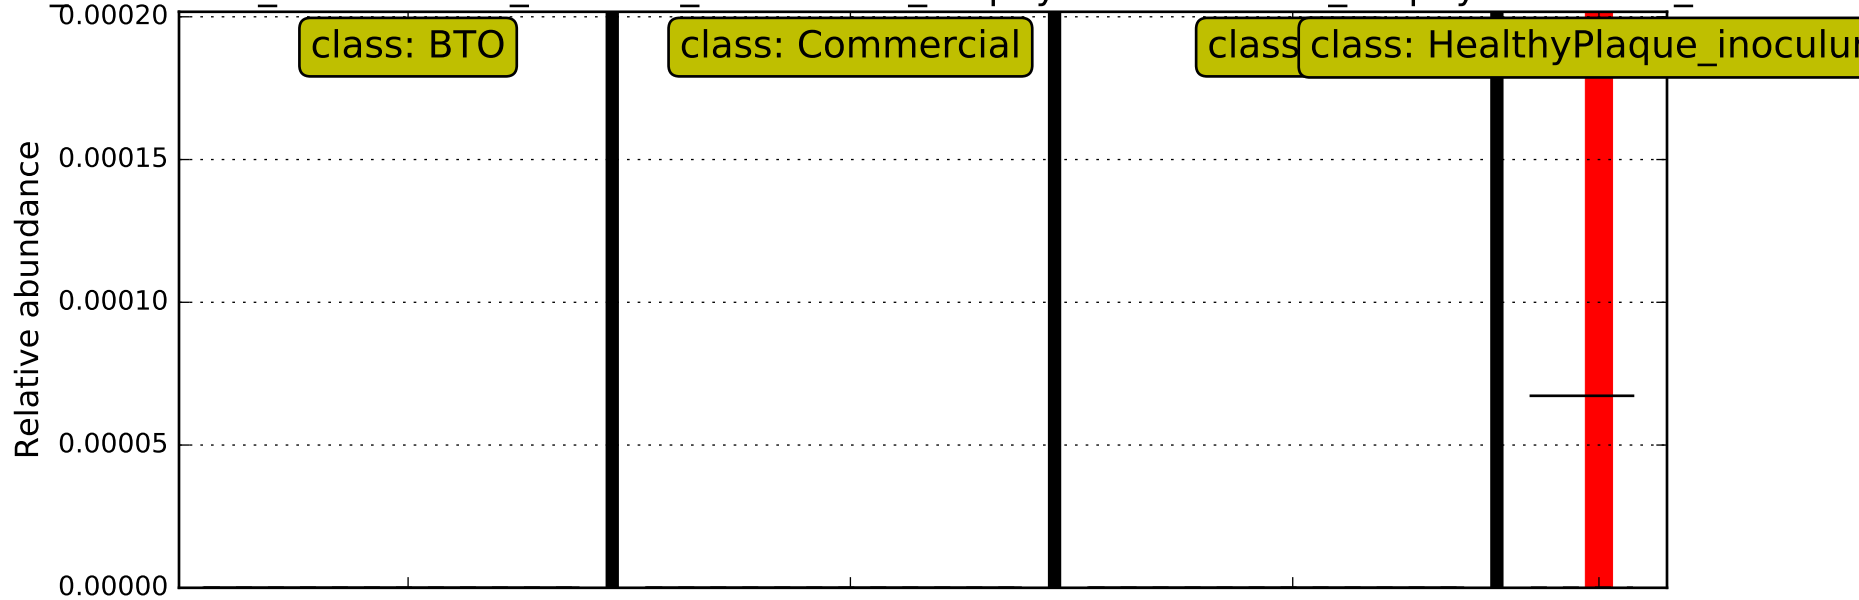 0.00020
class: BTO
class: Commercial
class
class: HealthyPlaque_inoculu
0.00015
0.00010
0.00005
0.00000
Relative abundance